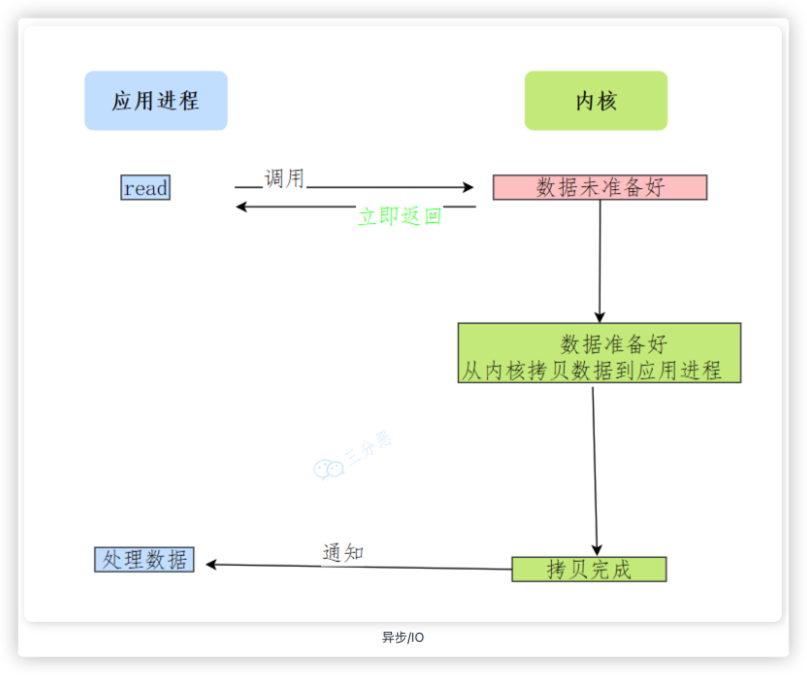 应用进程
内核
read
调用
数据未准备好
立即返回
数据准备好
从内核拷贝数据到应用进程
三分恶
处理数据
通知
拷贝完成
异步/IO